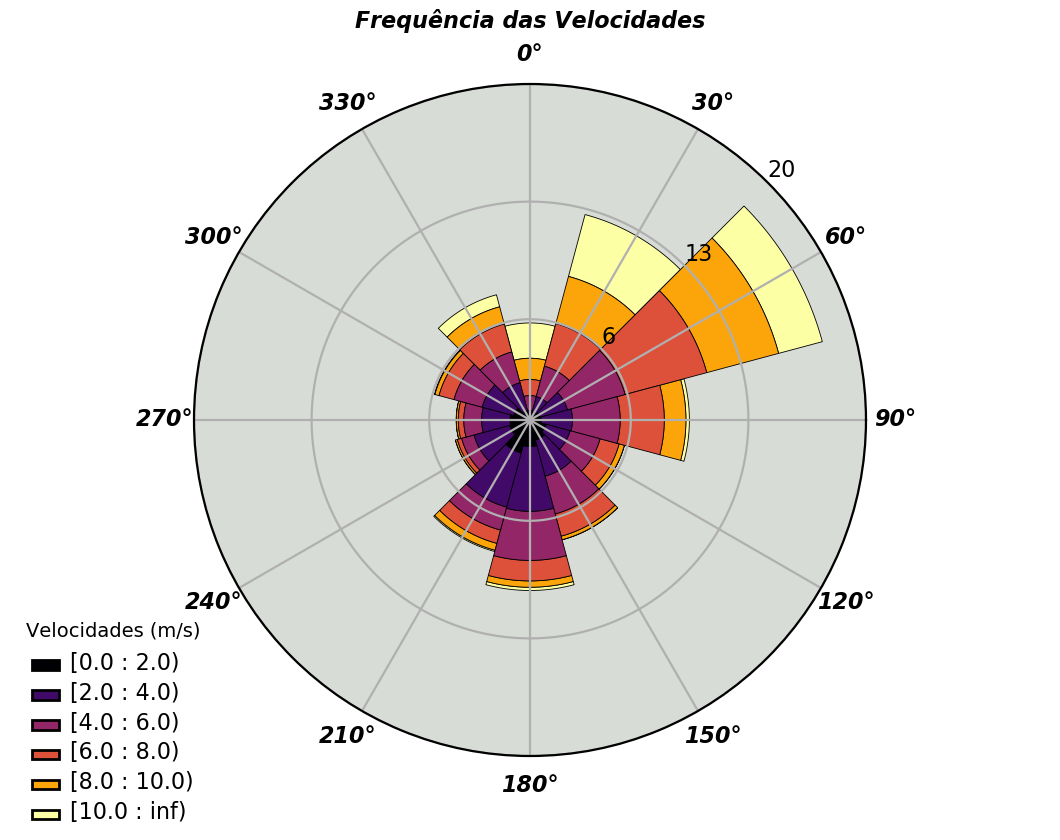 Frequência das Velocidades
0°
330°
30°
20
300°
60°
13
6
270°
90°
240°
120°
210°
150°
180°
Velocidades (m/s)
[0.0 : 2.0)
[2.0 : 4.0)
[4.0 : 6.0)
[6.0 : 8.0)
[8.0 : 10.0)
[10.0 : inf)